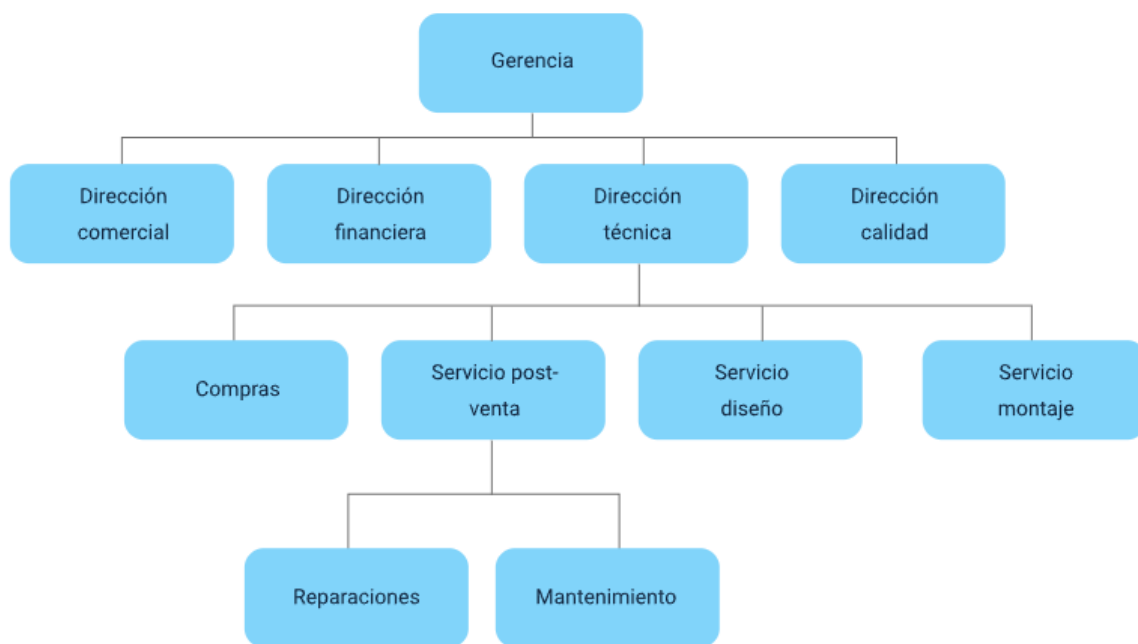 Gerencia
Dirección
comercial
Dirección
financiera
Dirección
técnica
Dirección
calidad
Compras
Servicio post-
venta
Servicio
diseño
Servicio
montaje
Reparaciones
Mantenimiento